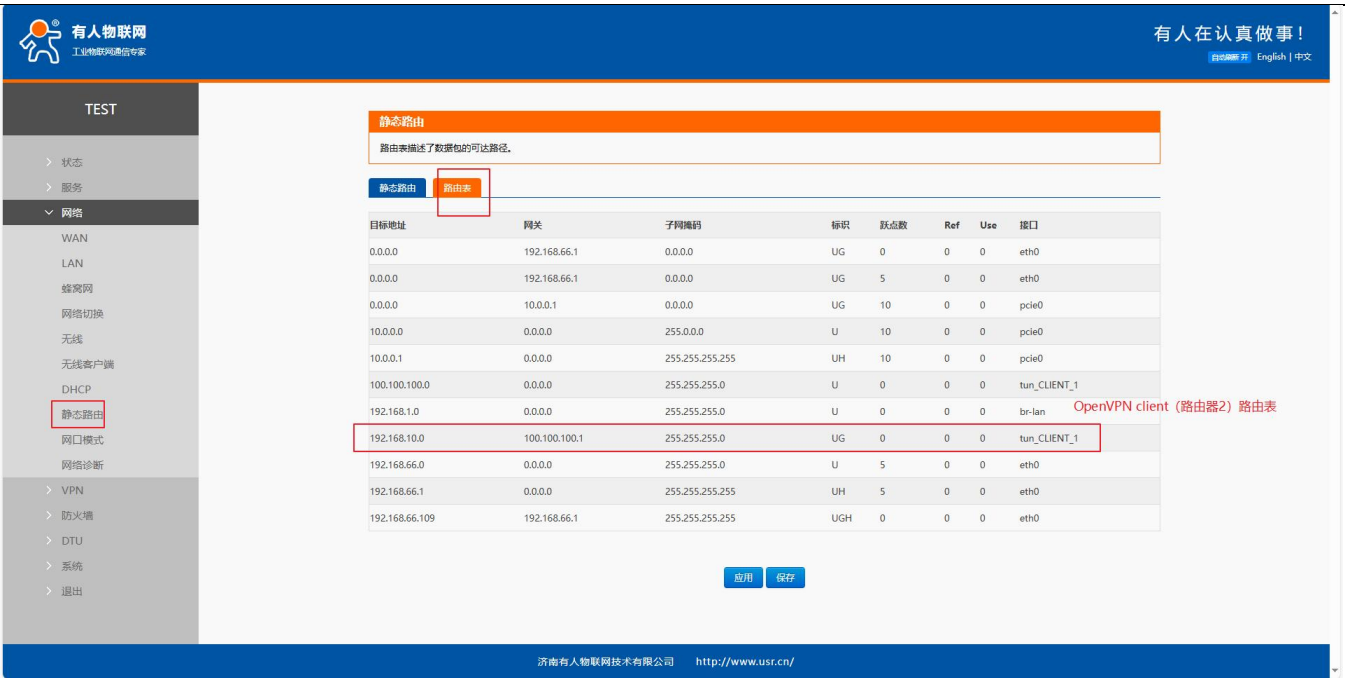 有人物联网
工业物联网通信专家
有人在认真做事！
自动刷新 开 English | 中文
TEST
状态
服务
网络
WAN
LAN
蜂窝网
网络切换
无线
无线客户端
DHCP
静态路由
网口模式
网络诊断
VPN
防火墙
DTU
系统
退出
静态路由
路由表描述了数据包的可达路径。
静态路由 路由表
目标地址 网关 子网掩码 标识 跃点数 Ref Use 接口
0.0.0.0 192.168.66.1 0.0.0.0 UG 0 0 0 eth0
0.0.0.0 192.168.66.1 0.0.0.0 UG 5 0 0 eth0
0.0.0.0 10.0.0.1 0.0.0.0 UG 10 0 0 pcie0
10.0.0.0 0.0.0.0 255.0.0.0 U 10 0 0 pcie0
10.0.0.1 0.0.0.0 255.255.255.255 UH 10 0 0 pcie0
100.100.100.0 0.0.0.0 255.255.255.0 U 0 0 0 tun_CLIENT_1
192.168.1.0 0.0.0.0 255.255.255.0 U 0 0 0 br-lan
OpenVPN client（路由器2）路由表
192.168.10.0 100.100.100.1 255.255.255.0 UG 0 0 0 tun_CLIENT_1
192.168.66.0 0.0.0.0 255.255.255.0 U 5 0 0 eth0
192.168.66.1 0.0.0.0 255.255.255.255 UH 5 0 0 eth0
192.168.66.109 192.168.66.1 255.255.255.255 UGH 0 0 0 eth0
应用 保存
济南有人物联网技术有限公司 http://www.usr.cn/